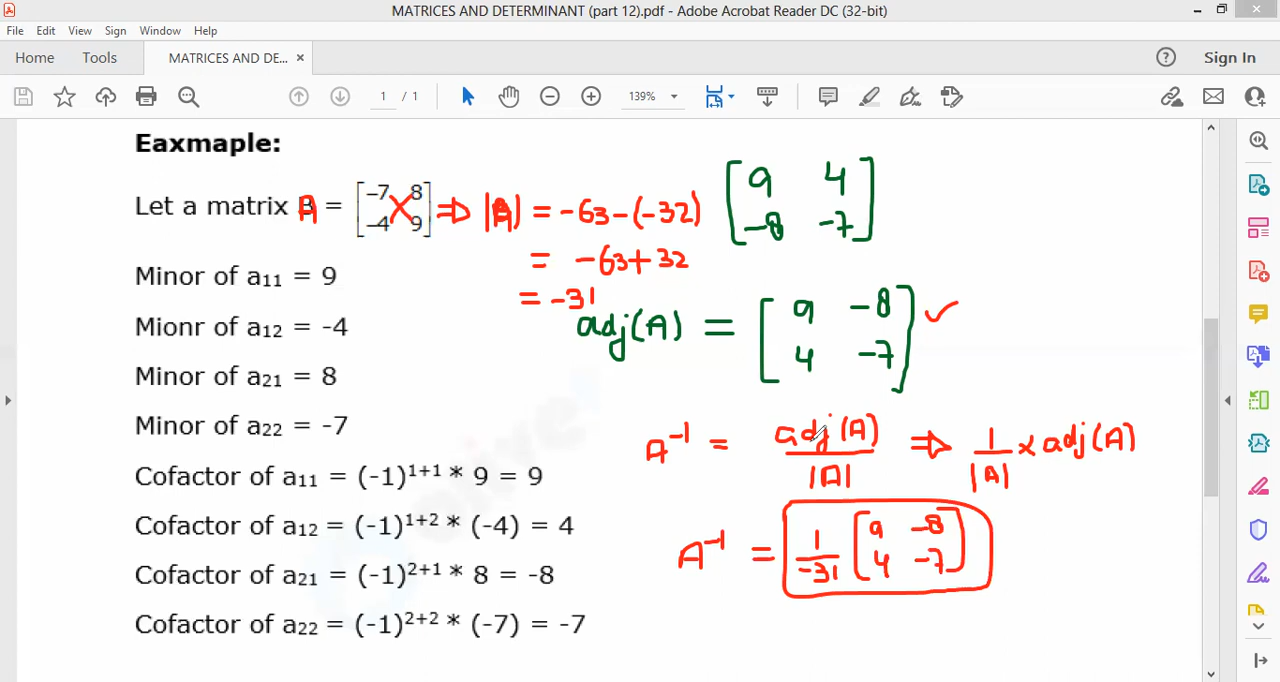 MATRICES AND DETERMINANT (part 12).pdf - Adobe Acrobat Reader DC (32-bit)
File Edit View Sign Window Help
Home Tools MATRICES AND DE... × Sign In
1 / 1 139%
Eaxmaple:
Let a matrix A = [-7 8; -4 9] ⇒ |A| = -63-(-32)
= -63+32
= -31
[9 4; -8 -7]
adj(A) = [9 -8; 4 -7] ✓
Minor of a11 = 9
Mionr of a12 = -4
Minor of a21 = 8
Minor of a22 = -7
Cofactor of a11 = (-1)^1+1 * 9 = 9
Cofactor of a12 = (-1)^1+2 * (-4) = 4
Cofactor of a21 = (-1)^2+1 * 8 = -8
Cofactor of a22 = (-1)^2+2 * (-7) = -7
A^-1 = adj(A) / |A| ⇒ 1/|A| × adj(A)
A^-1 = 1/-31 [9 -8; 4 -7]